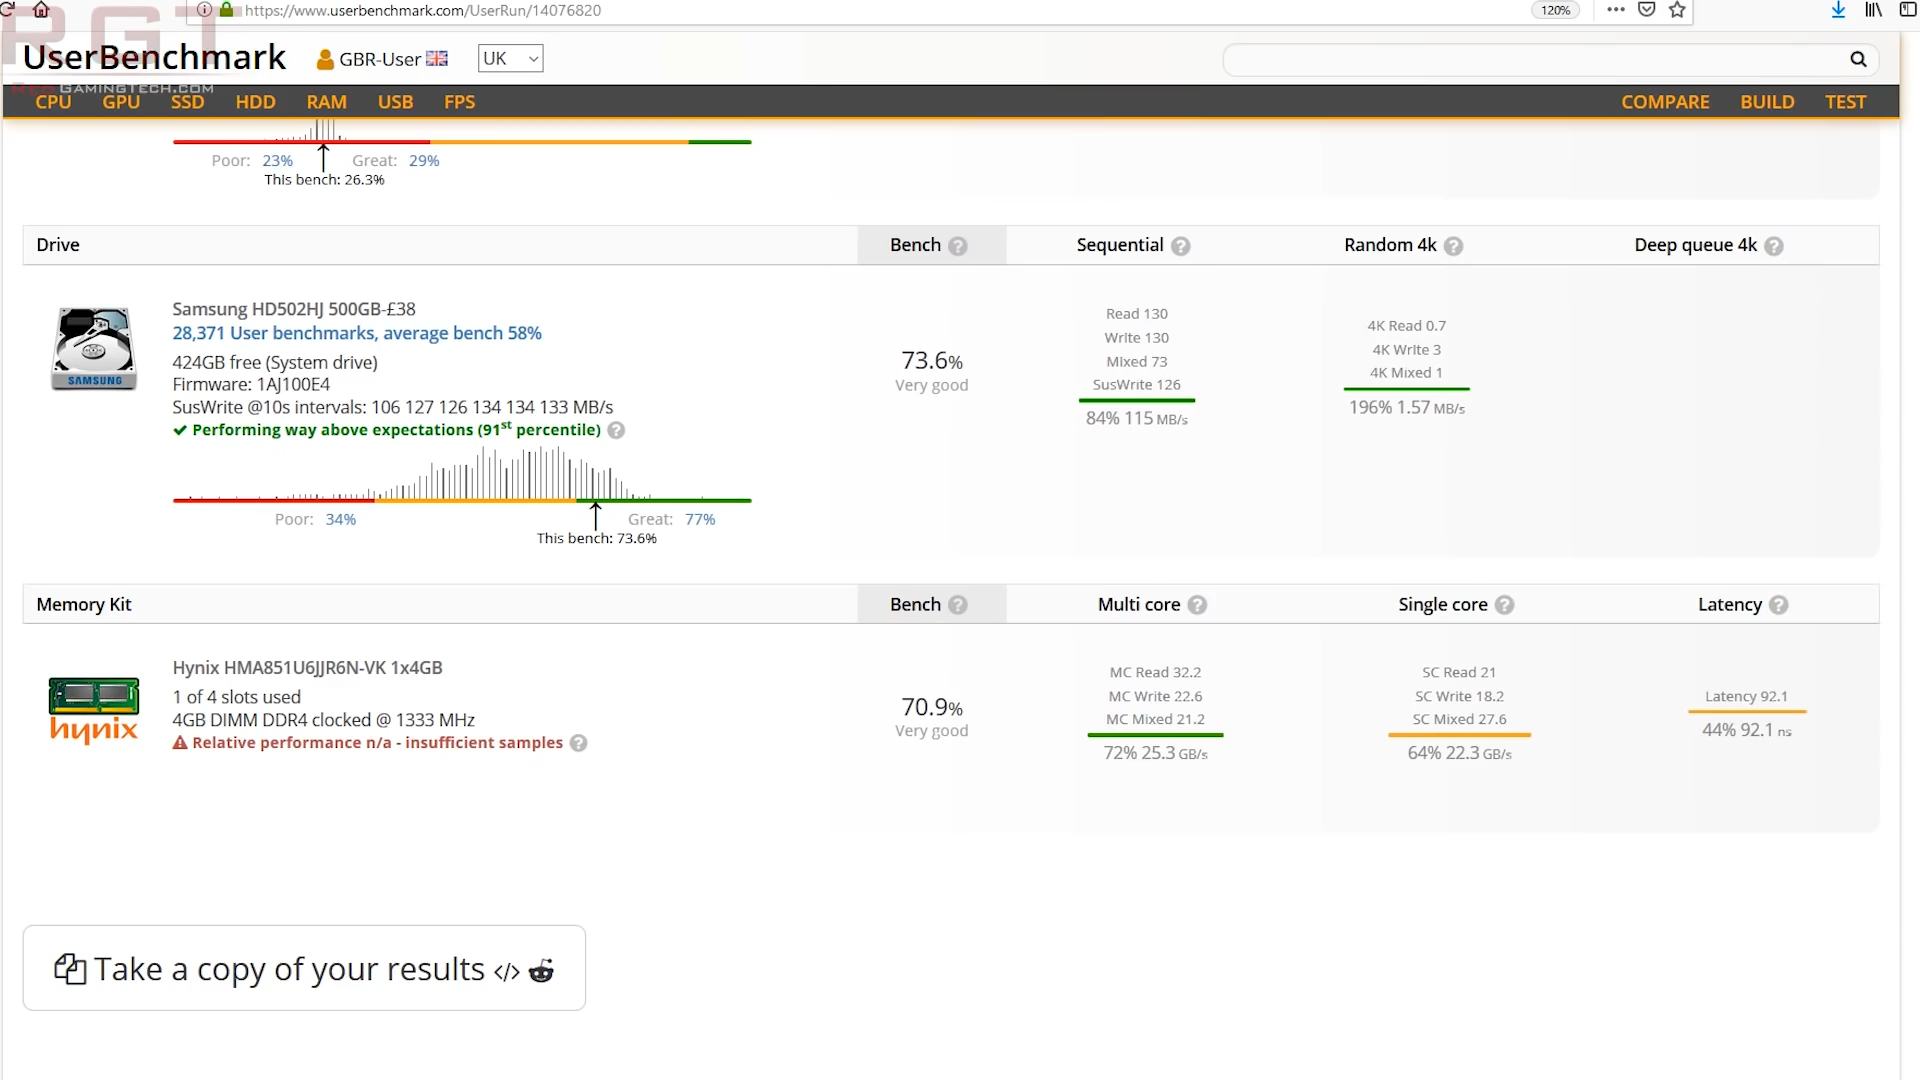 https://www.userbenchmark.com/UserRun/14076820
120%
RGT
RED GAMINGTECH.COM
UserBenchmark
GBR-User
UK
CPU GPU SSD HDD RAM USB FPS COMPARE BUILD TEST
Poor: 23% Great: 29%
This bench: 26.3%
Drive Bench ? Sequential ? Random 4k ? Deep queue 4k ?
SAMSUNG
Samsung HD502HJ 500GB-£38
28,371 User benchmarks, average bench 58%
424GB free (System drive)
Firmware: 1AJ100E4
SusWrite @10s intervals: 106 127 126 134 134 133 MB/s
Performing way above expectations (91st percentile) ?
Poor: 34% Great: 77%
This bench: 73.6%
73.6%
Very good
Read 130
Write 130
Mixed 73
SusWrite 126
84% 115 MB/s
4K Read 0.7
4K Write 3
4K Mixed 1
196% 1.57 MB/s
Memory Kit Bench ? Multi core ? Single core ? Latency ?
hynix
Hynix HMA851U6JJR6N-VK 1x4GB
1 of 4 slots used
4GB DIMM DDR4 clocked @ 1333 MHz
Relative performance n/a - insufficient samples ?
70.9%
Very good
MC Read 32.2
MC Write 22.6
MC Mixed 21.2
72% 25.3 GB/s
SC Read 21
SC Write 18.2
SC Mixed 27.6
64% 22.3 GB/s
Latency 92.1
44% 92.1 ns
Take a copy of your results </>